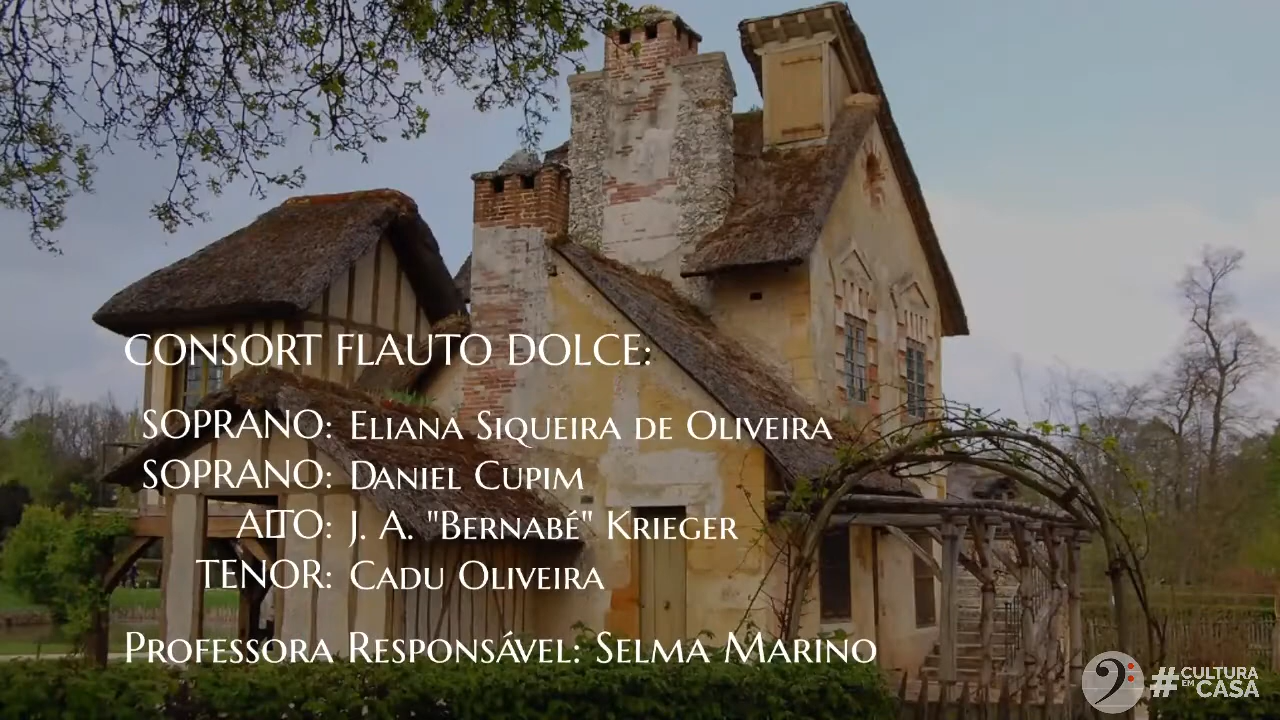 CONSORT FLAUTO DOLCE:
SOPRANO: ELIANA SIQUEIRA DE OLIVEIRA
SOPRANO: DANIEL CUPIM
ALTO: J. A. "BERNABÉ" KRIEGER
TENOR: CADU OLIVEIRA
PROFESSORA RESPONSÁVEL: SELMA MARINO
#CULTURA
EM CASA